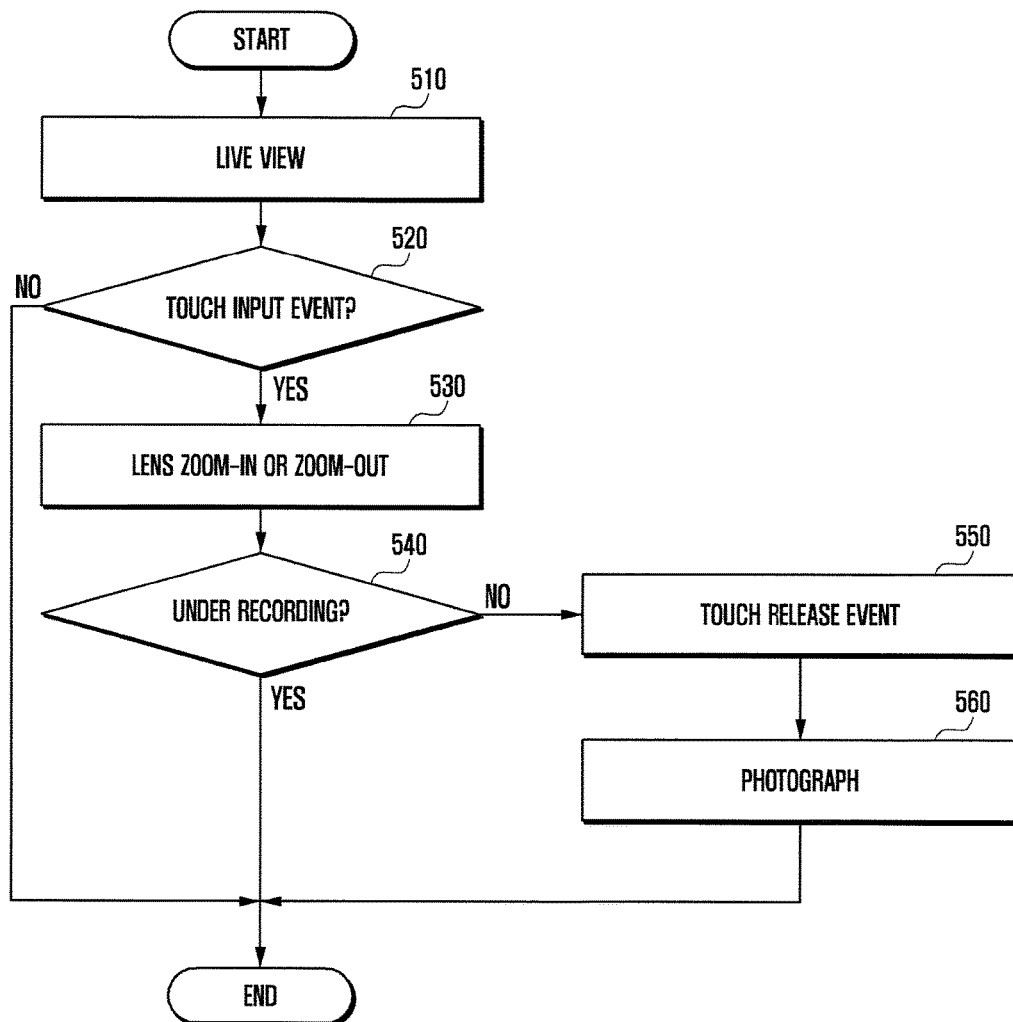 START
510
LIVE VIEW
520
NO
TOUCH INPUT EVENT?
YES
530
LENS ZOOM-IN OR ZOOM-OUT
540
UNDER RECORDING?
NO
YES
550
TOUCH RELEASE EVENT
560
PHOTOGRAPH
END